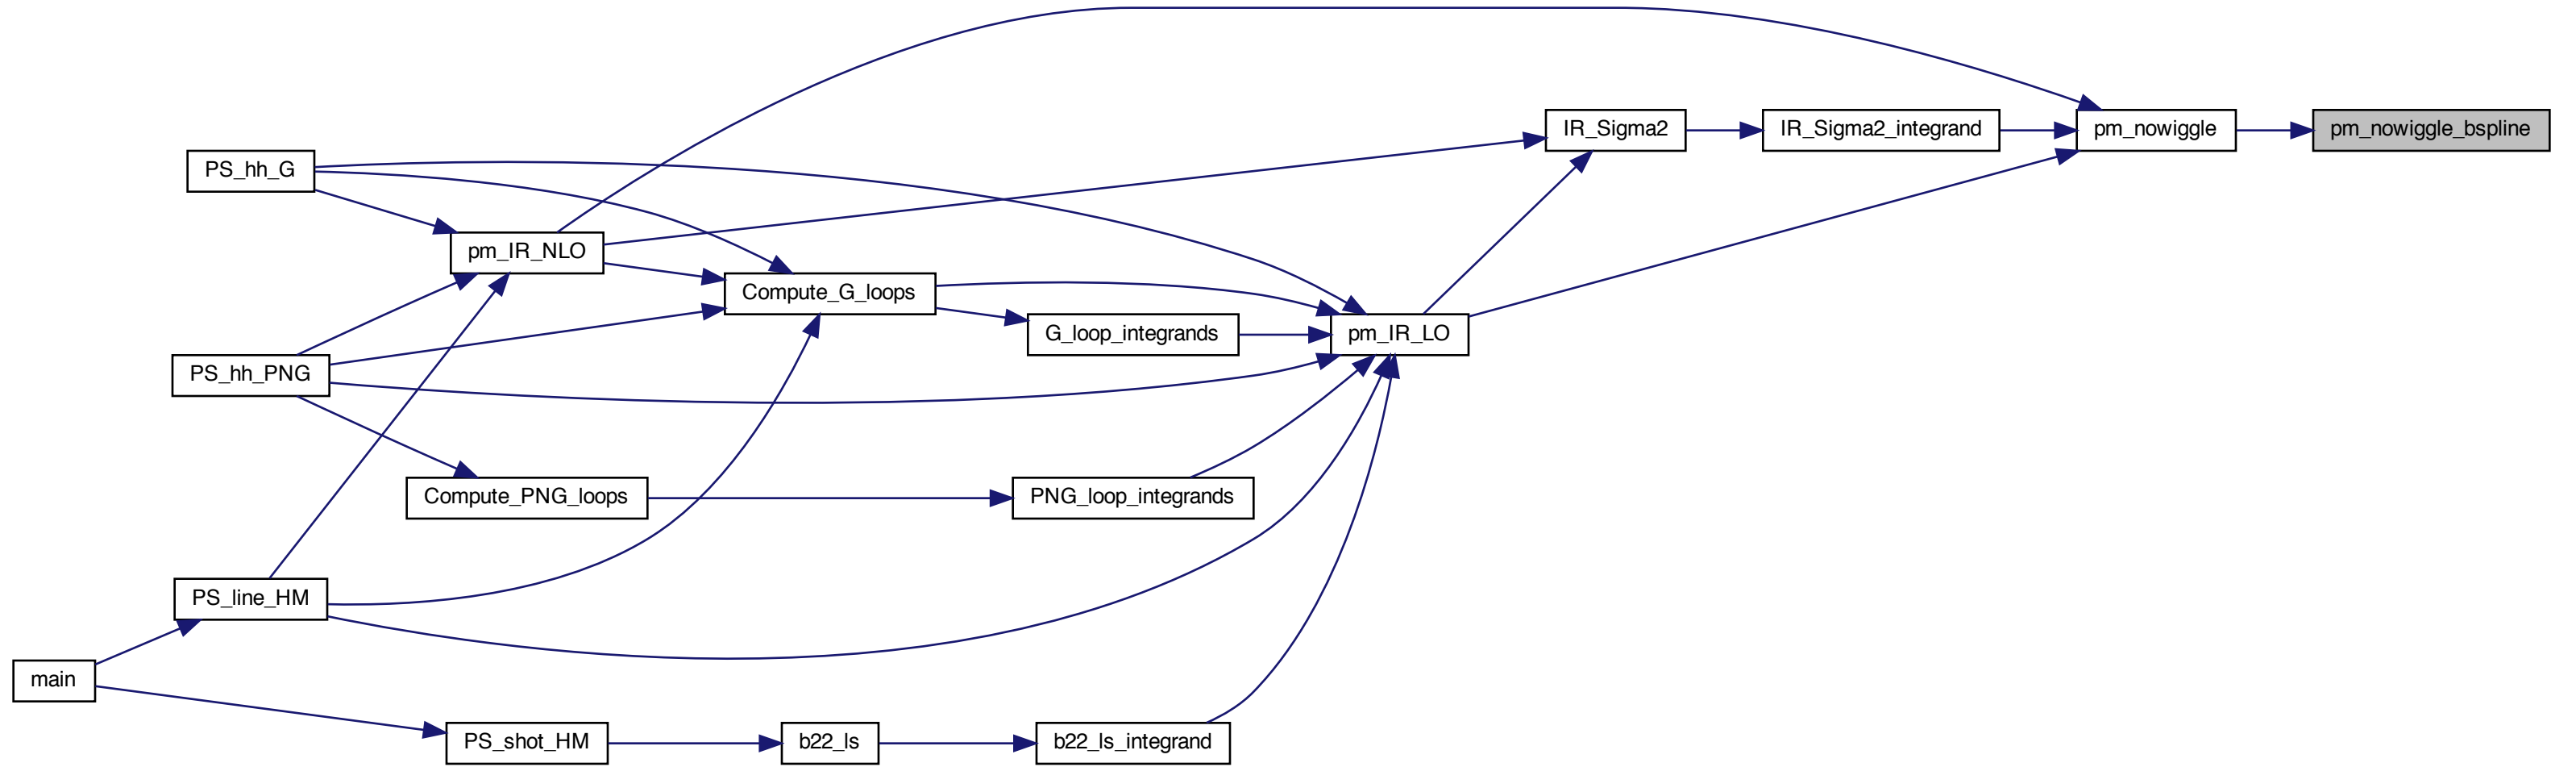 IR_Sigma2
IR_Sigma2_integrand
pm_nowiggle
pm_nowiggle_bspline
PS_hh_G
pm_IR_NLO
Compute_G_loops
G_loop_integrands
pm_IR_LO
PS_hh_PNG
Compute_PNG_loops
PNG_loop_integrands
PS_line_HM
main
PS_shot_HM
b22_ls
b22_ls_integrand